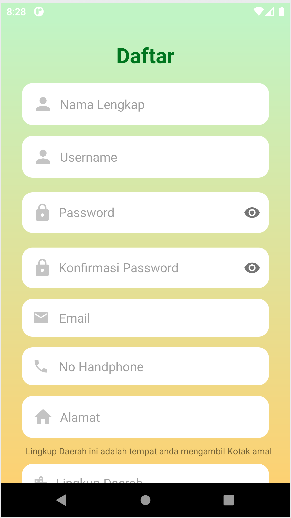 8:28
Daftar
Nama Lengkap
Username
Password
Konfirmasi Password
Email
No Handphone
Alamat
Lingkup Daerah ini adalah tempat anda mengambil Kotak amal
Lingkup Daerah